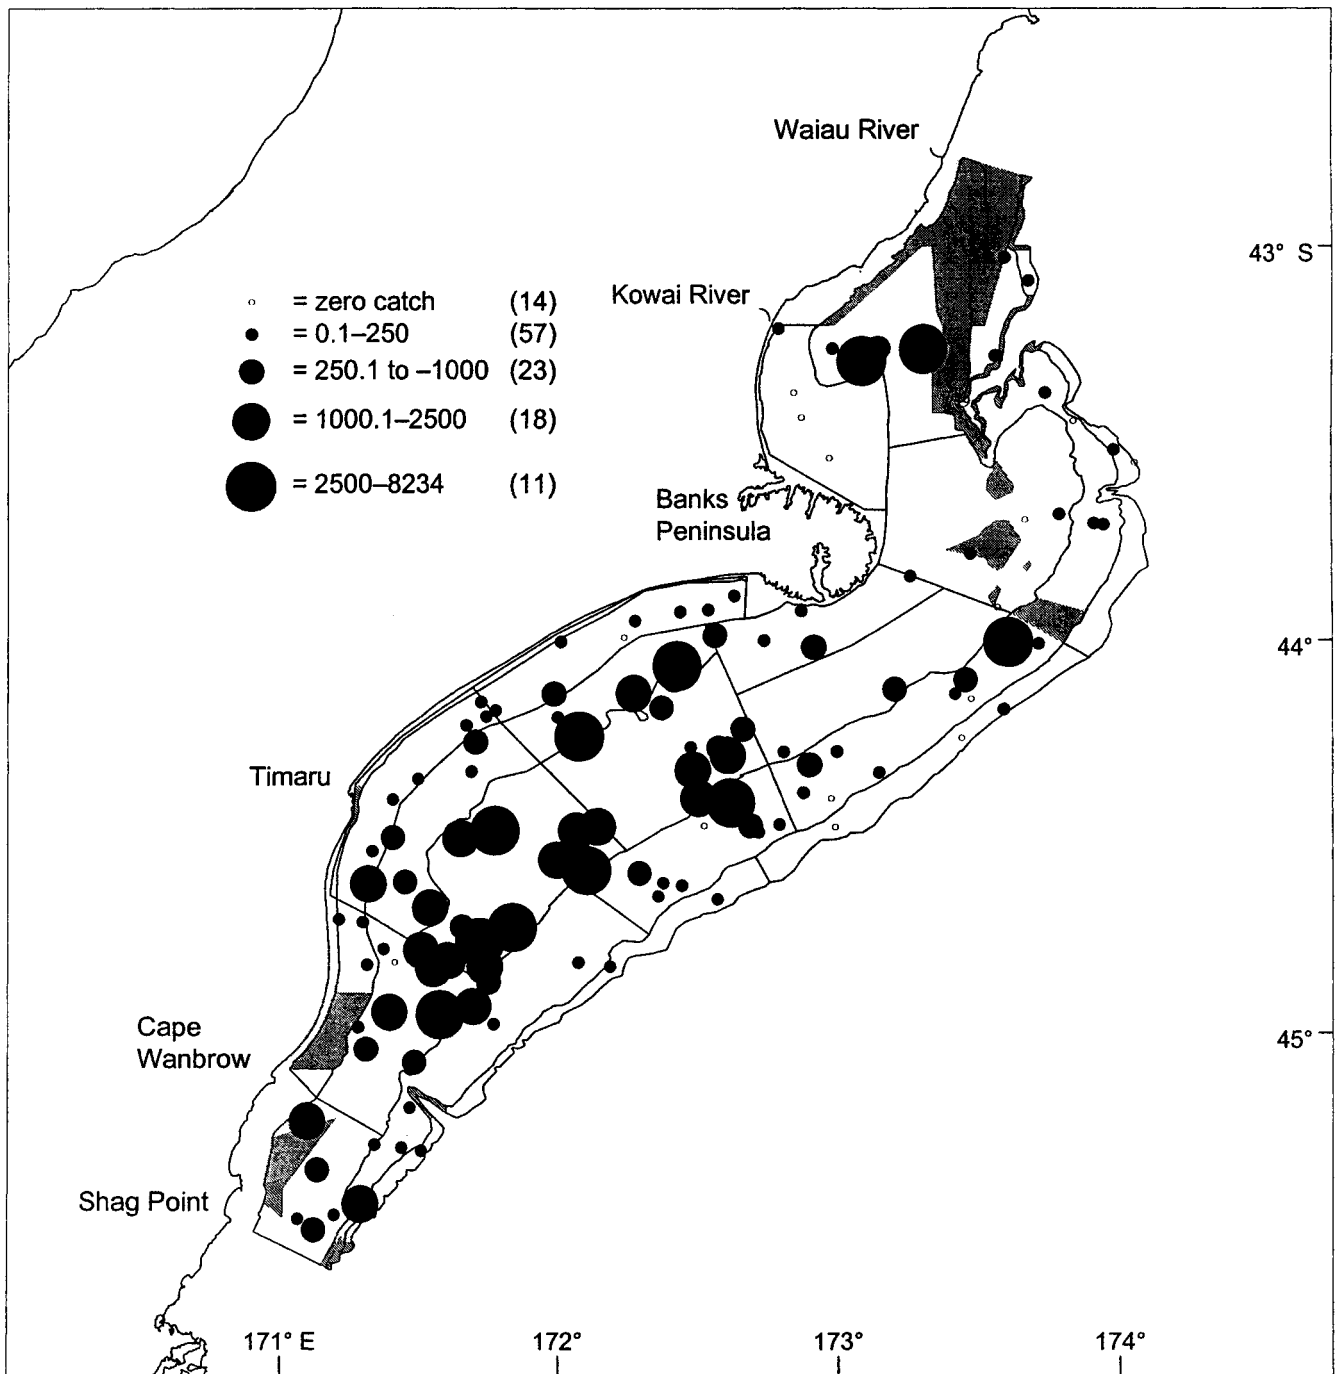 Waiau River
43° S
Kowai River
= zero catch (14)
= 0.1–250 (57)
= 250.1 to –1000 (23)
= 1000.1–2500 (18)
= 2500–8234 (11)
Banks
Peninsula
44°
Timaru
Cape
Wanbrow
45°
Shag Point
171° E 172° 173° 174°